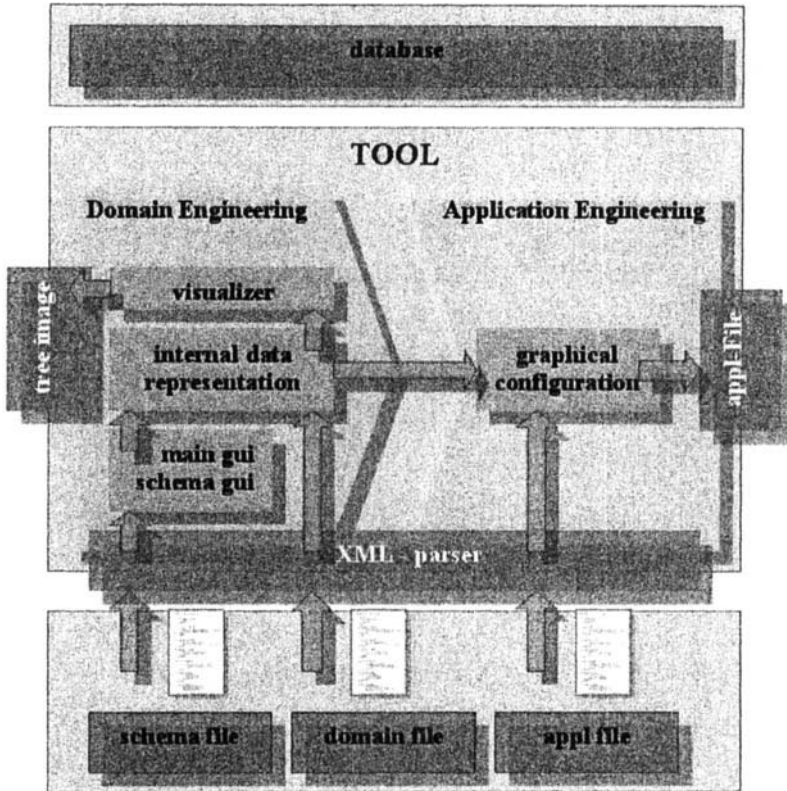 database
TOOL
Domain Engineering
Application Engineering
tree image
visualizer
internal data
representation
graphical
configuration
appl-File
main gui
schema gui
XML - parser
schema file
domain file
appl file